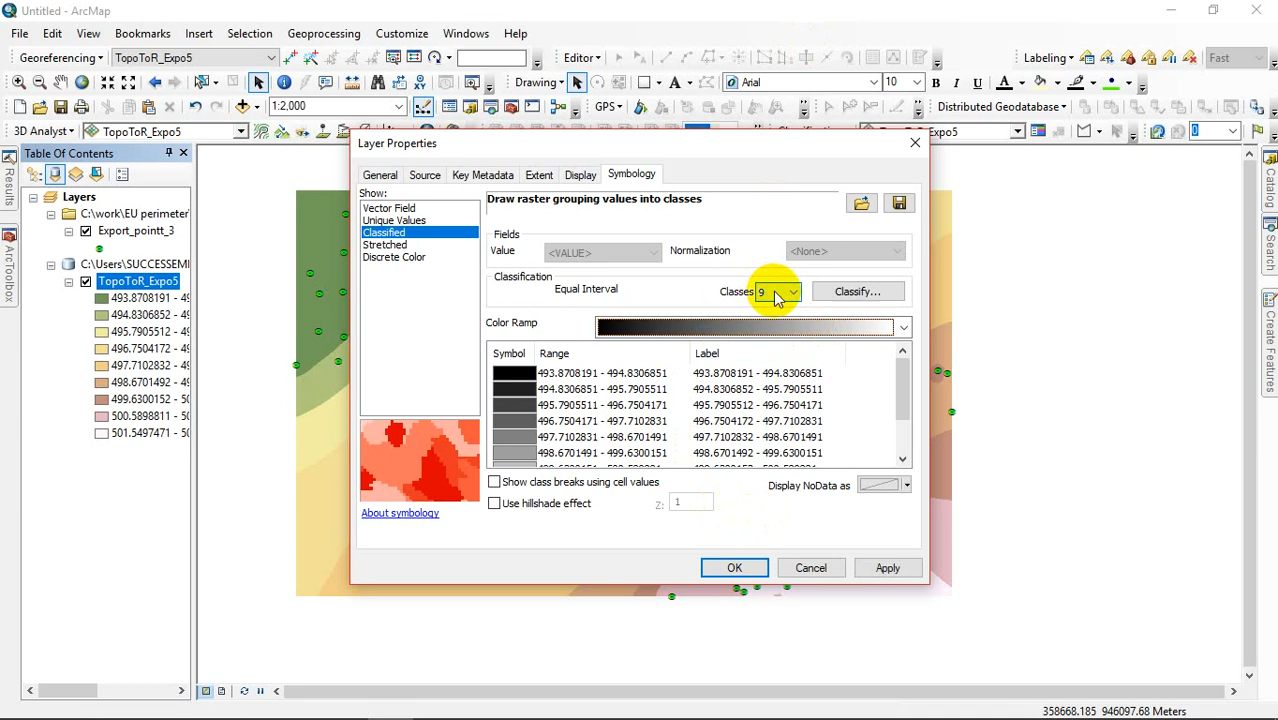 Untitled - ArcMap
File Edit View Bookmarks Insert Selection Geoprocessing Customize Windows Help
Georeferencing TopoToR_Expo5 Editor Labeling Fast
Drawing A Arial 10 B I U A
1:2,000 GPS Distributed Geodatabase
3D Analyst TopoToR_Expo5 _Expo5 0
Table Of Contents
Layers
C:\work\EU perimeter
Export_pointt_3
C:\Users\SUCCESSEMI
TopoToR_Expo5
493.8708191 - 49
494.8306852 - 49
495.7905512 - 49
496.7504172 - 49
497.7102832 - 49
498.6701492 - 49
499.6300152 - 50
500.5898811 - 50
501.5497471 - 50
Results
ArcToolbox
Layer Properties
General Source Key Metadata Extent Display Symbology
Show:
Vector Field
Unique Values
Classified
Stretched
Discrete Color
About symbology
Draw raster grouping values into classes
Fields
Value <VALUE> Normalization <None>
Classification
Equal Interval Classes 9 Classify...
Color Ramp
Symbol Range Label
493.8708191 - 494.8306851 493.8708191 - 494.8306851
494.8306852 - 495.7905511 494.8306852 - 495.7905511
495.7905512 - 496.7504171 495.7905512 - 496.7504171
496.7504172 - 497.7102831 496.7504172 - 497.7102831
497.7102832 - 498.6701491 497.7102832 - 498.6701491
498.6701492 - 499.6300151 498.6701492 - 499.6300151
Show class breaks using cell values Display NoData as
Use hillshade effect Z: 1
OK Cancel Apply
Catalog
Search
Create Features
358668.185 946097.68 Meters